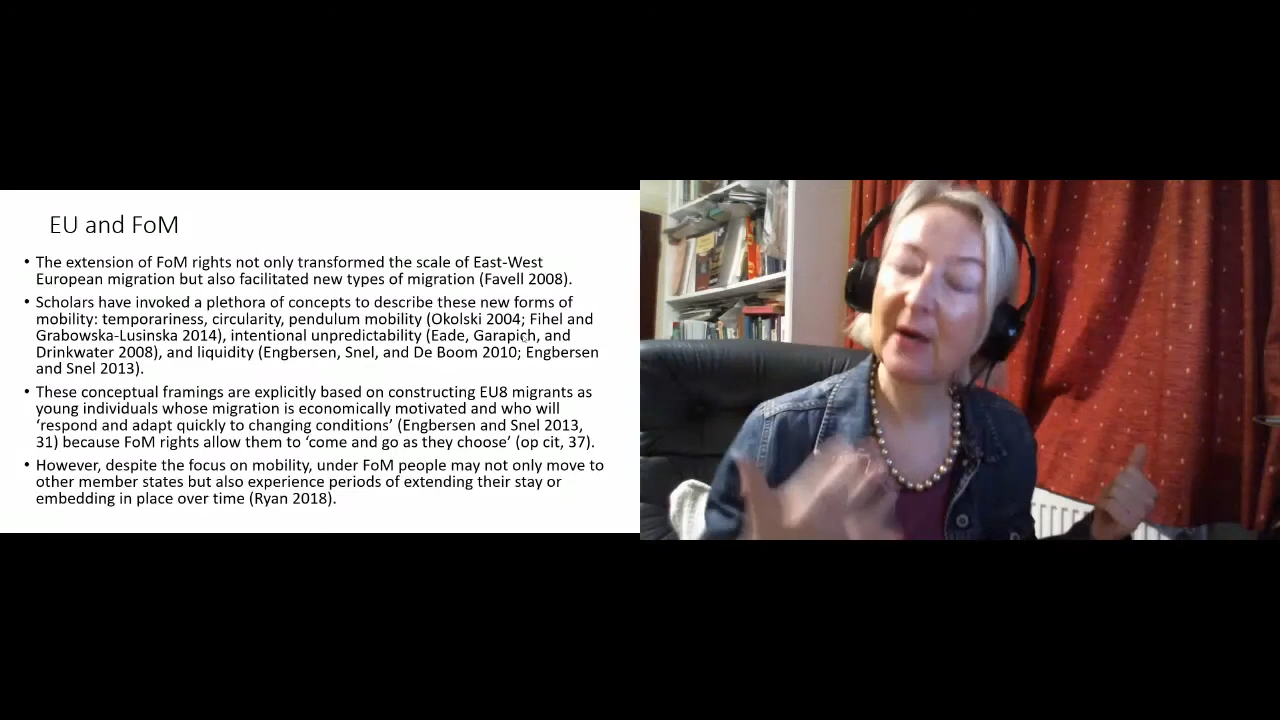 EU and FoM
• The extension of FoM rights not only transformed the scale of East-West
European migration but also facilitated new types of migration (Favell 2008).
• Scholars have invoked a plethora of concepts to describe these new forms of
mobility: temporariness, circularity, pendulum mobility (Okolski 2004; Fihel and
Grabowska-Lusinska 2014), intentional unpredictability (Eade, Garapich, and
Drinkwater 2008), and liquidity (Engbersen, Snel, and De Boom 2010; Engbersen
and Snel 2013).
• These conceptual framings are explicitly based on constructing EU8 migrants as
young individuals whose migration is economically motivated and who will
‘respond and adapt quickly to changing conditions’ (Engbersen and Snel 2013,
31) because FoM rights allow them to ‘come and go as they choose’ (op cit, 37).
• However, despite the focus on mobility, under FoM people may not only move to
other member states but also experience periods of extending their stay or
embedding in place over time (Ryan 2018).